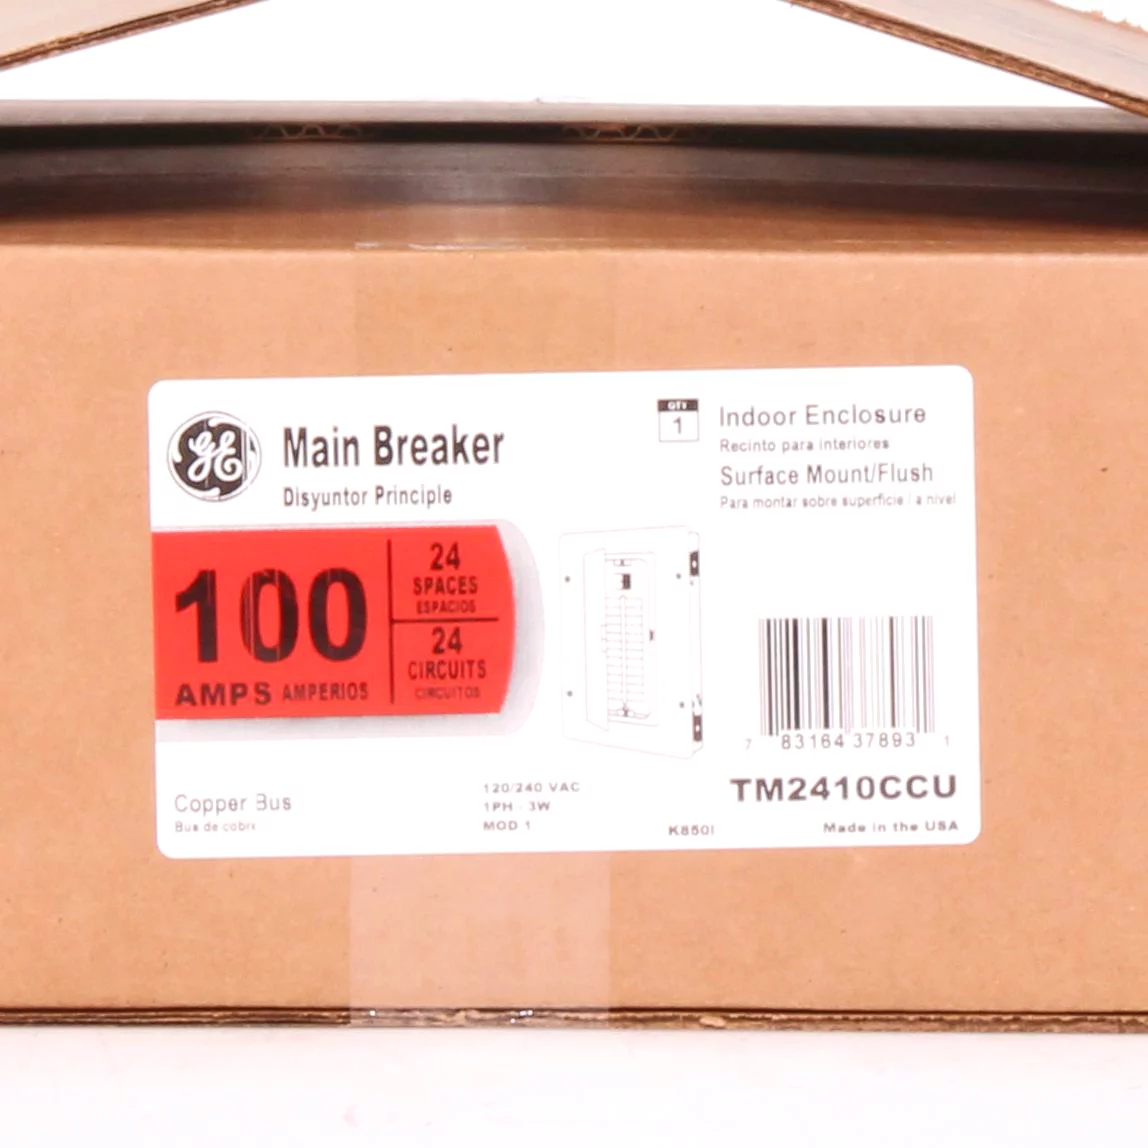 GE
Main Breaker
Disyuntor Principle
100
AMPS AMPERIOS
24
SPACES
ESPACIOS
24
CIRCUITS
CIRCUITOS
QTY
1
Indoor Enclosure
Recinto para interiores
Surface Mount/Flush
Para montar sobre superficie a nivel
7 83164 37893 1
TM2410CCU
Copper Bus
Bus de cobre
120/240 VAC
1PH - 3W
MOD 1
Made in the USA